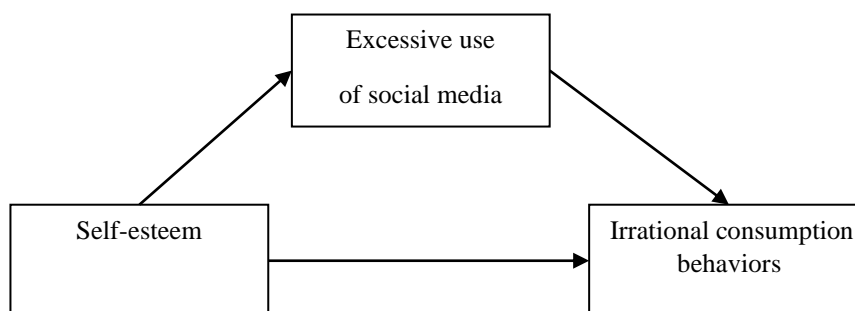 Excessive use
of social media
Self-esteem
Irrational consumption
behaviors